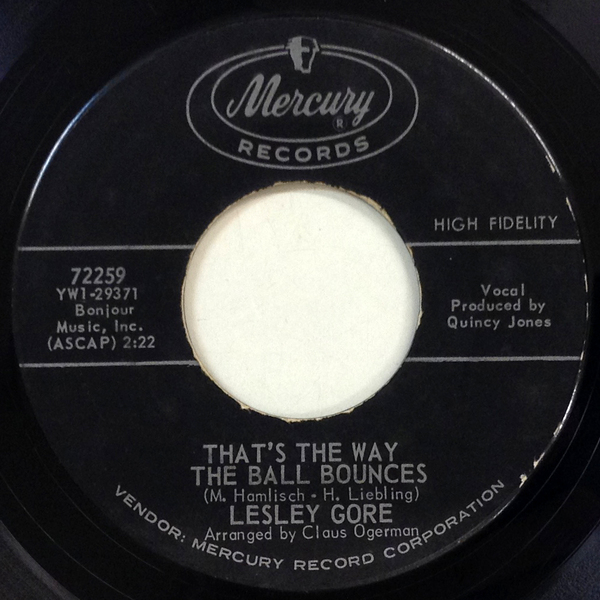 Mercury
®
RECORDS
HIGH FIDELITY
72259
YW1-29371
Bonjour
Music, Inc.
(ASCAP) 2:22
Vocal
Produced by
Quincy Jones
THAT'S THE WAY
THE BALL BOUNCES
(M. Hamlisch - H. Liebling)
LESLEY GORE
Arranged by Claus Ogerman
VENDOR: MERCURY RECORD CORPORATION